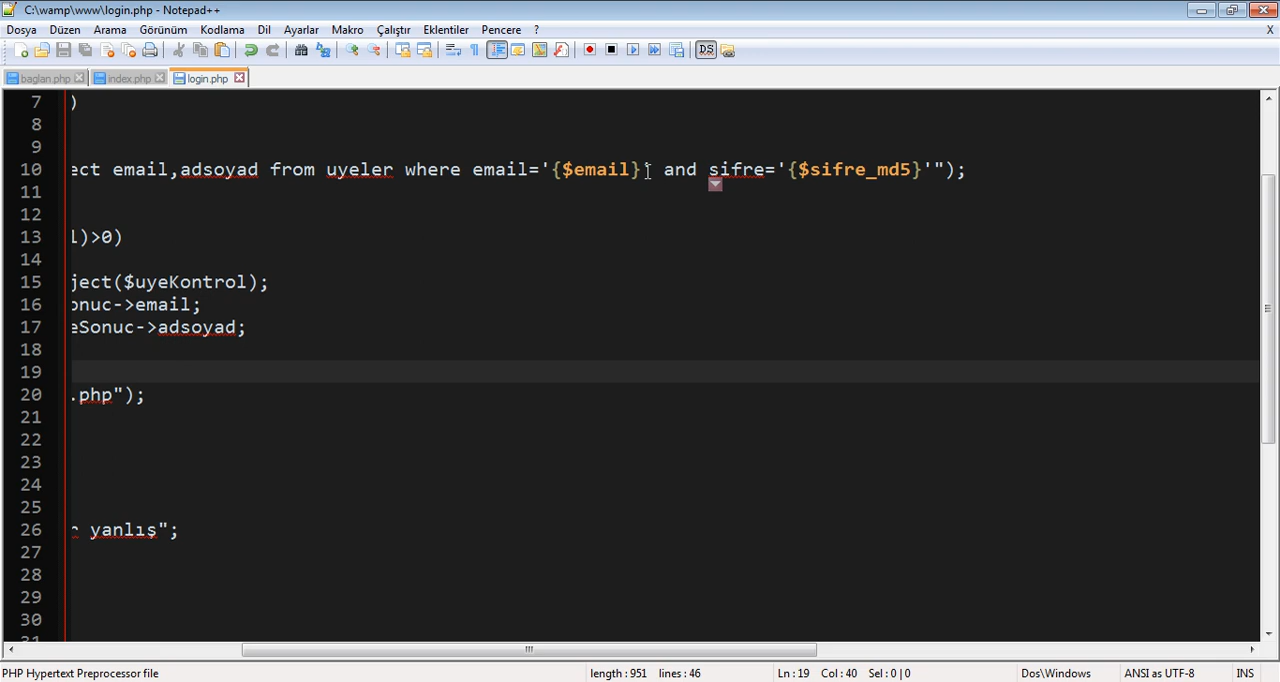 C:\wamp\www\login.php - Notepad++
Dosya Düzen Arama Görünüm Kodlama Dil Ayarlar Makro Çalıştır Eklentiler Pencere ? X
baglan.php index.php login.php
7 )
8
9
10 ect email,adsoyad from uyeler where email='{$email} and sifre='{$sifre_md5}'");
11
12
13 l)>0)
14
15 ject($uyeKontrol);
16 onuc->email;
17 eSonuc->adsoyad;
18
19
20 .php");
21
22
23
24
25
26 r yanlış";
27
28
29
30
31
PHP Hypertext Preprocessor file length : 951 lines : 46 Ln : 19 Col : 40 Sel : 0 | 0 Dos\Windows ANSI as UTF-8 INS